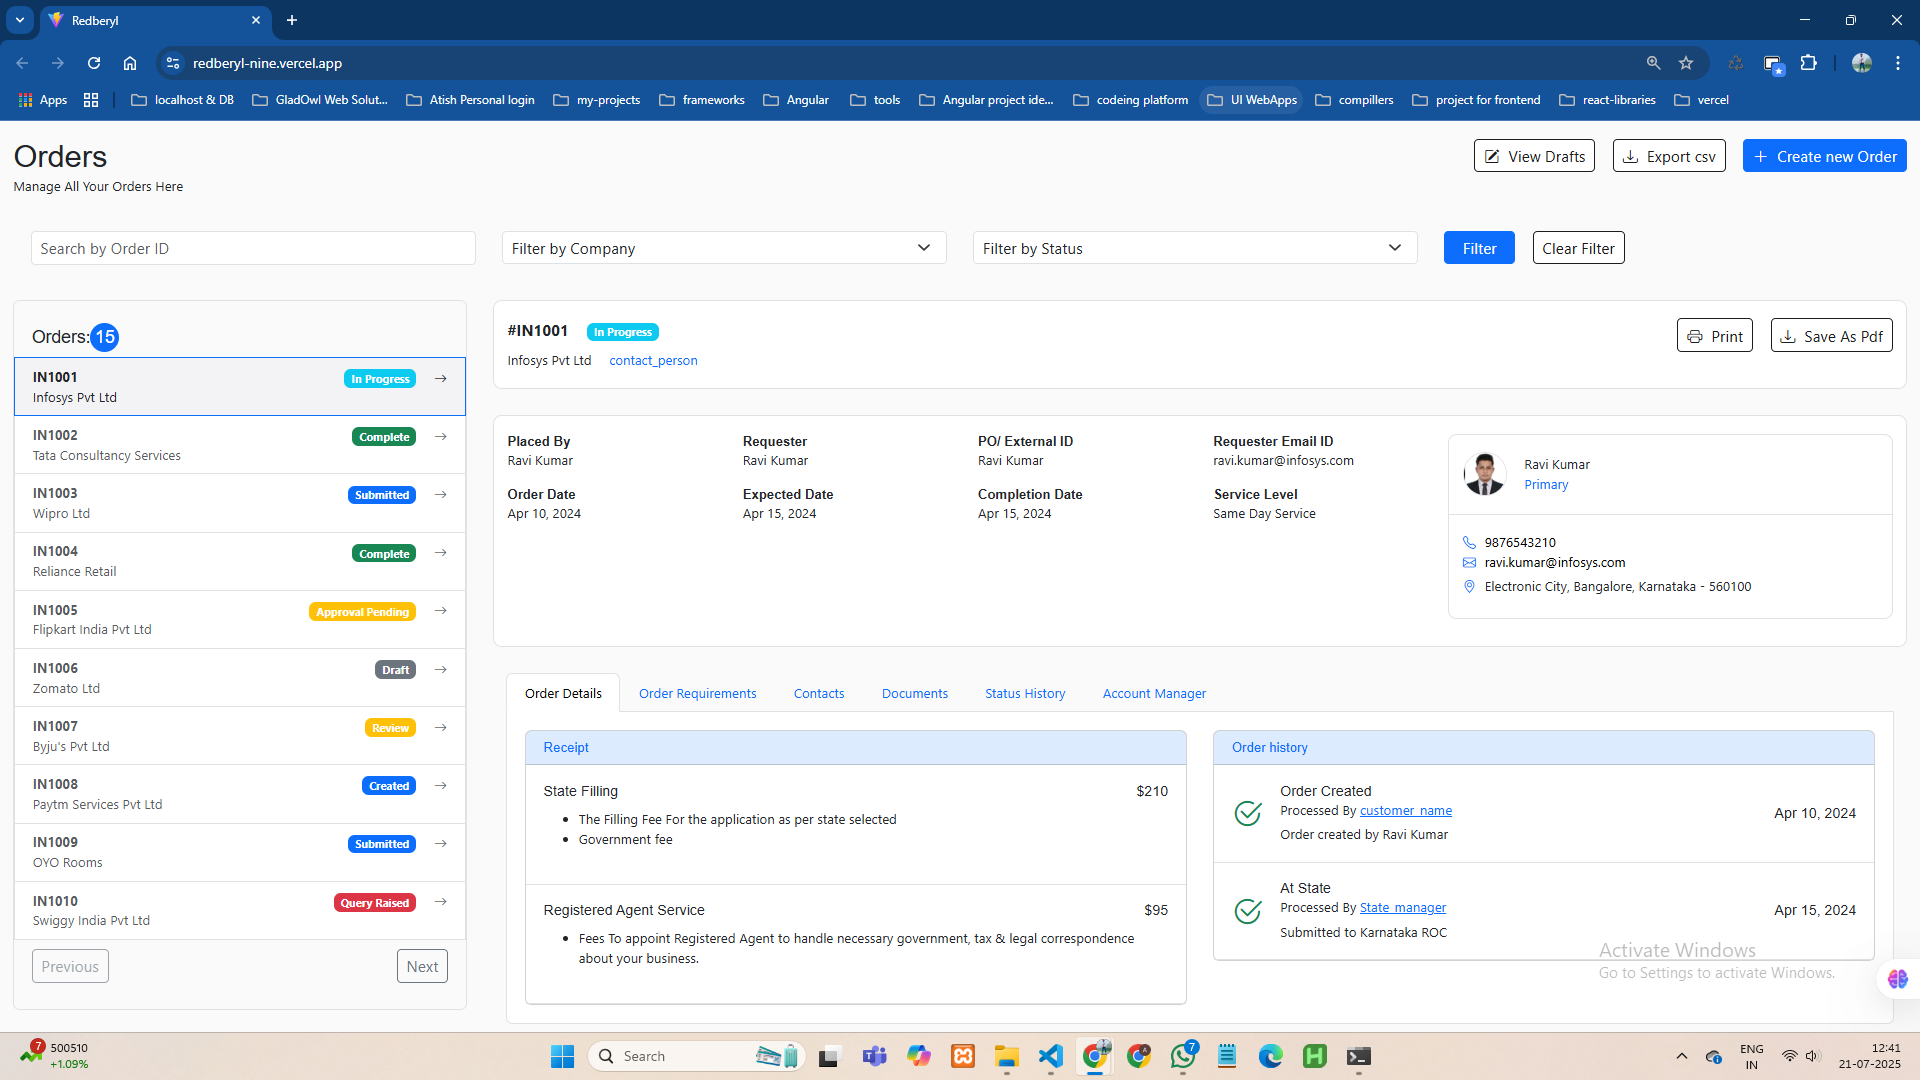 Redberyl
redberyl-nine.vercel.app
Apps
localhost & DB
GladOwl Web Solut...
Atish Personal login
my-projects
frameworks
Angular
tools
Angular project ide...
codeing platform
UI WebApps
compillers
project for frontend
react-libraries
vercel
Orders
Manage All Your Orders Here
View Drafts
Export csv
Create new Order
Search by Order ID
Filter by Company
Filter by Status
Filter
Clear Filter
Orders: 15
IN1001
In Progress
Infosys Pvt Ltd
IN1002
Complete
Tata Consultancy Services
IN1003
Submitted
Wipro Ltd
IN1004
Complete
Reliance Retail
IN1005
Approval Pending
Flipkart India Pvt Ltd
IN1006
Draft
Zomato Ltd
IN1007
Review
Byju's Pvt Ltd
IN1008
Created
Paytm Services Pvt Ltd
IN1009
Submitted
OYO Rooms
IN1010
Query Raised
Swiggy India Pvt Ltd
Previous
Next
#IN1001
In Progress
Infosys Pvt Ltd
contact_person
Print
Save As Pdf
Placed By
Ravi Kumar
Requester
Ravi Kumar
PO/ External ID
Ravi Kumar
Requester Email ID
ravi.kumar@infosys.com
Order Date
Apr 10, 2024
Expected Date
Apr 15, 2024
Completion Date
Apr 15, 2024
Service Level
Same Day Service
Ravi Kumar
Primary
9876543210
ravi.kumar@infosys.com
Electronic City, Bangalore, Karnataka - 560100
Order Details
Order Requirements
Contacts
Documents
Status History
Account Manager
Receipt
State Filling
$210
The Filling Fee For the application as per state selected
Government fee
Registered Agent Service
$95
Fees To appoint Registered Agent to handle necessary government, tax & legal correspondence
about your business.
Order history
Order Created
Processed By customer_name
Order created by Ravi Kumar
Apr 10, 2024
At State
Processed By State_manager
Submitted to Karnataka ROC
Apr 15, 2024
Activate Windows
Go to Settings to activate Windows.
7
500510
+1.09%
Search
A
7
H
ENG
IN
12:41
21-07-2025